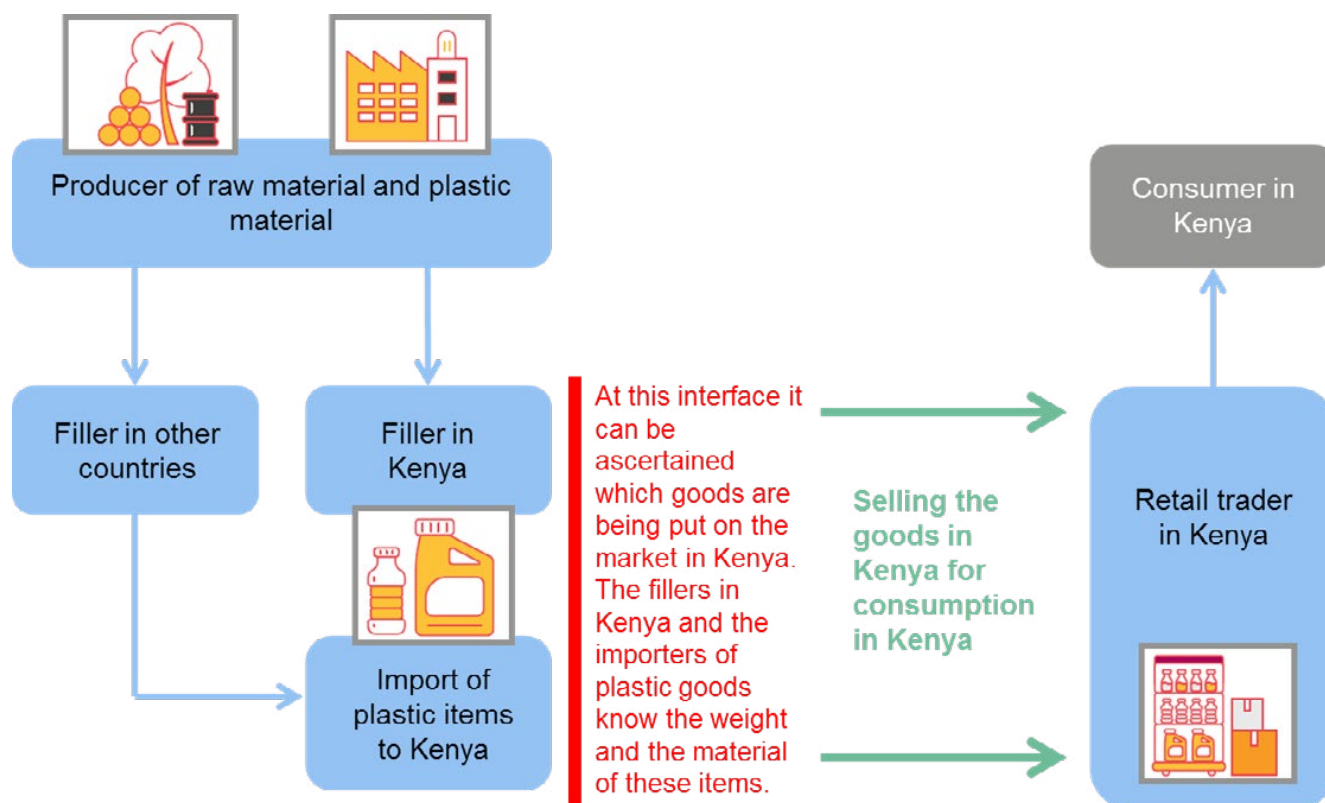 Producer of raw material and plastic
material
Consumer in
Kenya
Filler in other
countries
Filler in
Kenya
Import of
plastic items
to Kenya
At this interface it
can be
ascertained
which goods are
being put on the
market in Kenya.
The fillers in
Kenya and the
importers of
plastic goods
know the weight
and the material
of these items.
Selling the
goods in
Kenya for
consumption
in Kenya
Retail trader
in Kenya